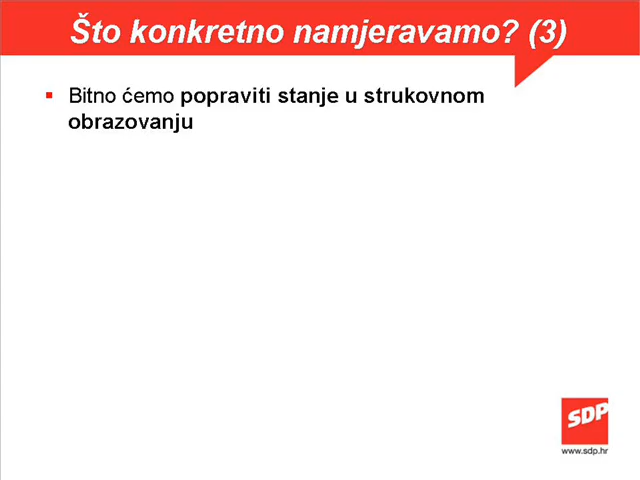 Što konkretno namjeravamo? (3)
Bitno ćemo popraviti stanje u strukovnom
obrazovanju
SDP
www.sdp.hr